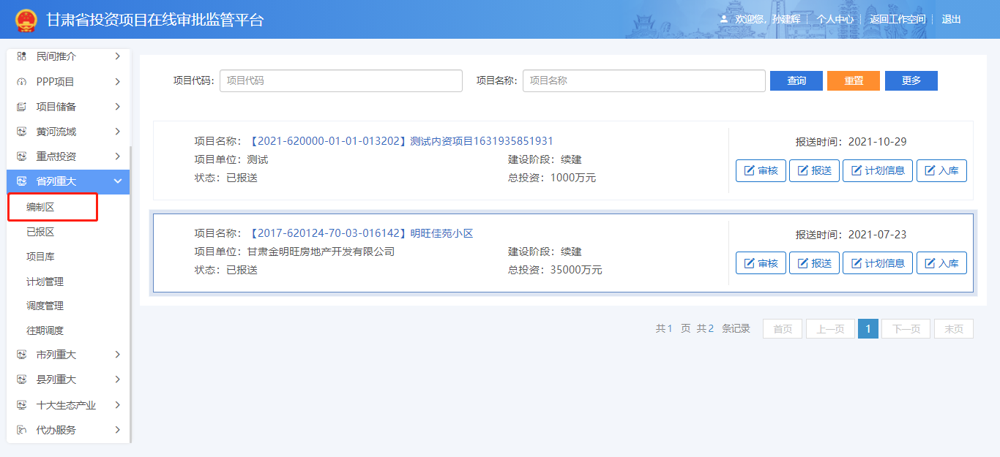 甘肃省投资项目在线审批监管平台
欢迎您, 孙建辉 个人中心 返回工作空间 退出
民间推介
PPP项目
项目储备
黄河流域
重点投资
省列重大
编制区
已报区
项目库
计划管理
调度管理
往期调度
市列重大
县列重大
十大生态产业
代办服务
项目代码: 项目代码 项目名称: 项目名称 查询 重置 更多
项目名称: 【2021-620000-01-01-013202】测试内资项目1631935851931
项目单位: 测试 建设阶段: 续建
状态: 已报送 总投资: 1000万元
报送时间: 2021-10-29
审核 报送 计划信息 入库
项目名称: 【2017-620124-70-03-016142】明旺佳苑小区
项目单位: 甘肃金明旺房地产开发有限公司 建设阶段: 续建
状态: 已报送 总投资: 35000万元
报送时间: 2021-07-23
审核 报送 计划信息 入库
共1 页 共2 条记录 首页 上一页 1 下一页 末页